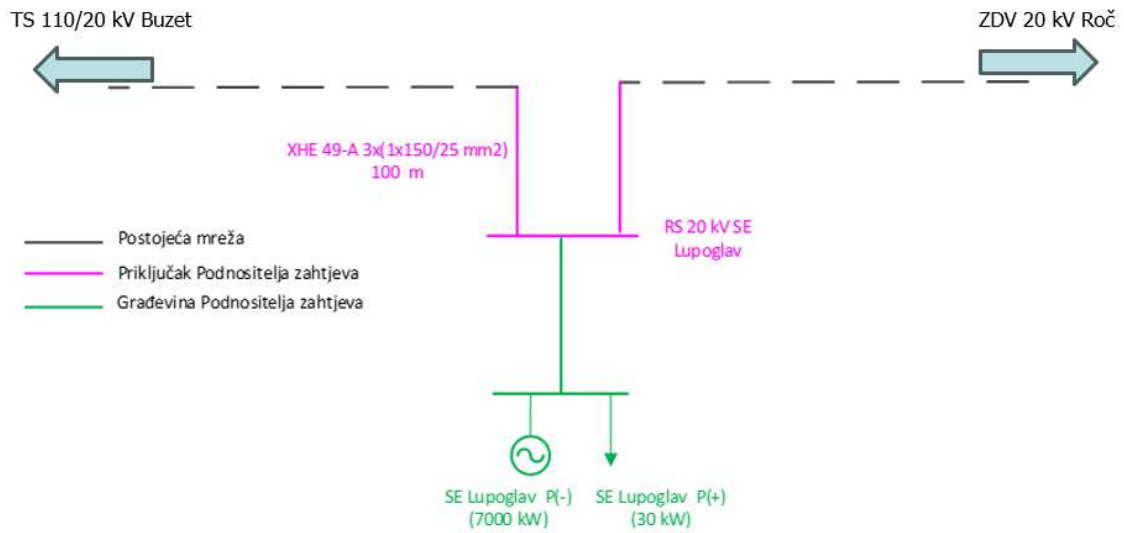 TS 110/20 kV Buzet
ZDV 20 kV Roč
XHE 49-A 3x(1x150/25 mm2)
100 m
RS 20 kV SE
Lupoglav
Postojeća mreža
Priključak Podnositelja zahtjeva
Građevina Podnositelja zahtjeva
SE Lupoglav P(-)
(7000 kW)
SE Lupoglav P(+)
(30 kW)